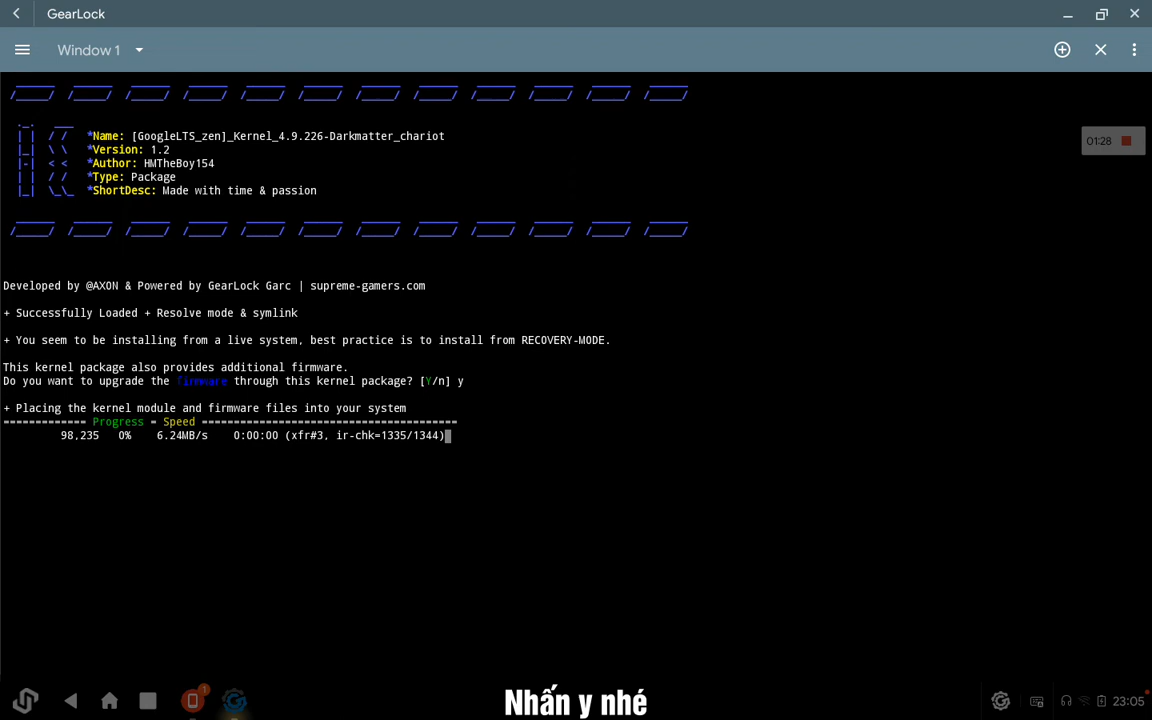 GearLock
Window 1
01:28
*Name: [GoogleLTS_zen]_Kernel_4.9.226-Darkmatter_chariot
*Version: 1.2
*Author: HMTheBoy154
*Type: Package
*ShortDesc: Made with time & passion
Developed by @AXON & Powered by GearLock Garc | supreme-gamers.com
+ Successfully Loaded + Resolve mode & symlink
+ You seem to be installing from a live system, best practice is to install from RECOVERY-MODE.
This kernel package also provides additional firmware.
Do you want to upgrade the firmware through this kernel package? [Y/n] y
+ Placing the kernel module and firmware files into your system
============= Progress = Speed ======================================
98,235 0% 6.24MB/s 0:00:00 (xfr#3, ir-chk=1335/1344)
Nhấn y nhé
1
23:05